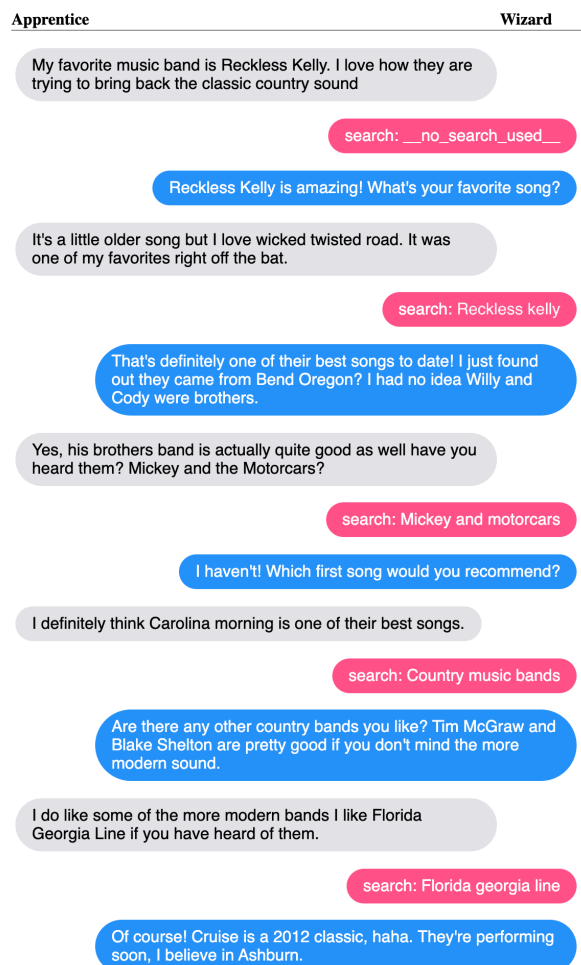 Apprentice Wizard
My favorite music band is Reckless Kelly. I love how they are
trying to bring back the classic country sound
search: __no_search_used__
Reckless Kelly is amazing! What's your favorite song?
It's a little older song but I love wicked twisted road. It was
one of my favorites right off the bat.
search: Reckless kelly
That's definitely one of their best songs to date! I just found
out they came from Bend Oregon? I had no idea Willy and
Cody were brothers.
Yes, his brothers band is actually quite good as well have you
heard them? Mickey and the Motorcars?
search: Mickey and motorcars
I haven't! Which first song would you recommend?
I definitely think Carolina morning is one of their best songs.
search: Country music bands
Are there any other country bands you like? Tim McGraw and
Blake Shelton are pretty good if you don't mind the more
modern sound.
I do like some of the more modern bands I like Florida
Georgia Line if you have heard of them.
search: Florida georgia line
Of course! Cruise is a 2012 classic, haha. They're performing
soon, I believe in Ashburn.